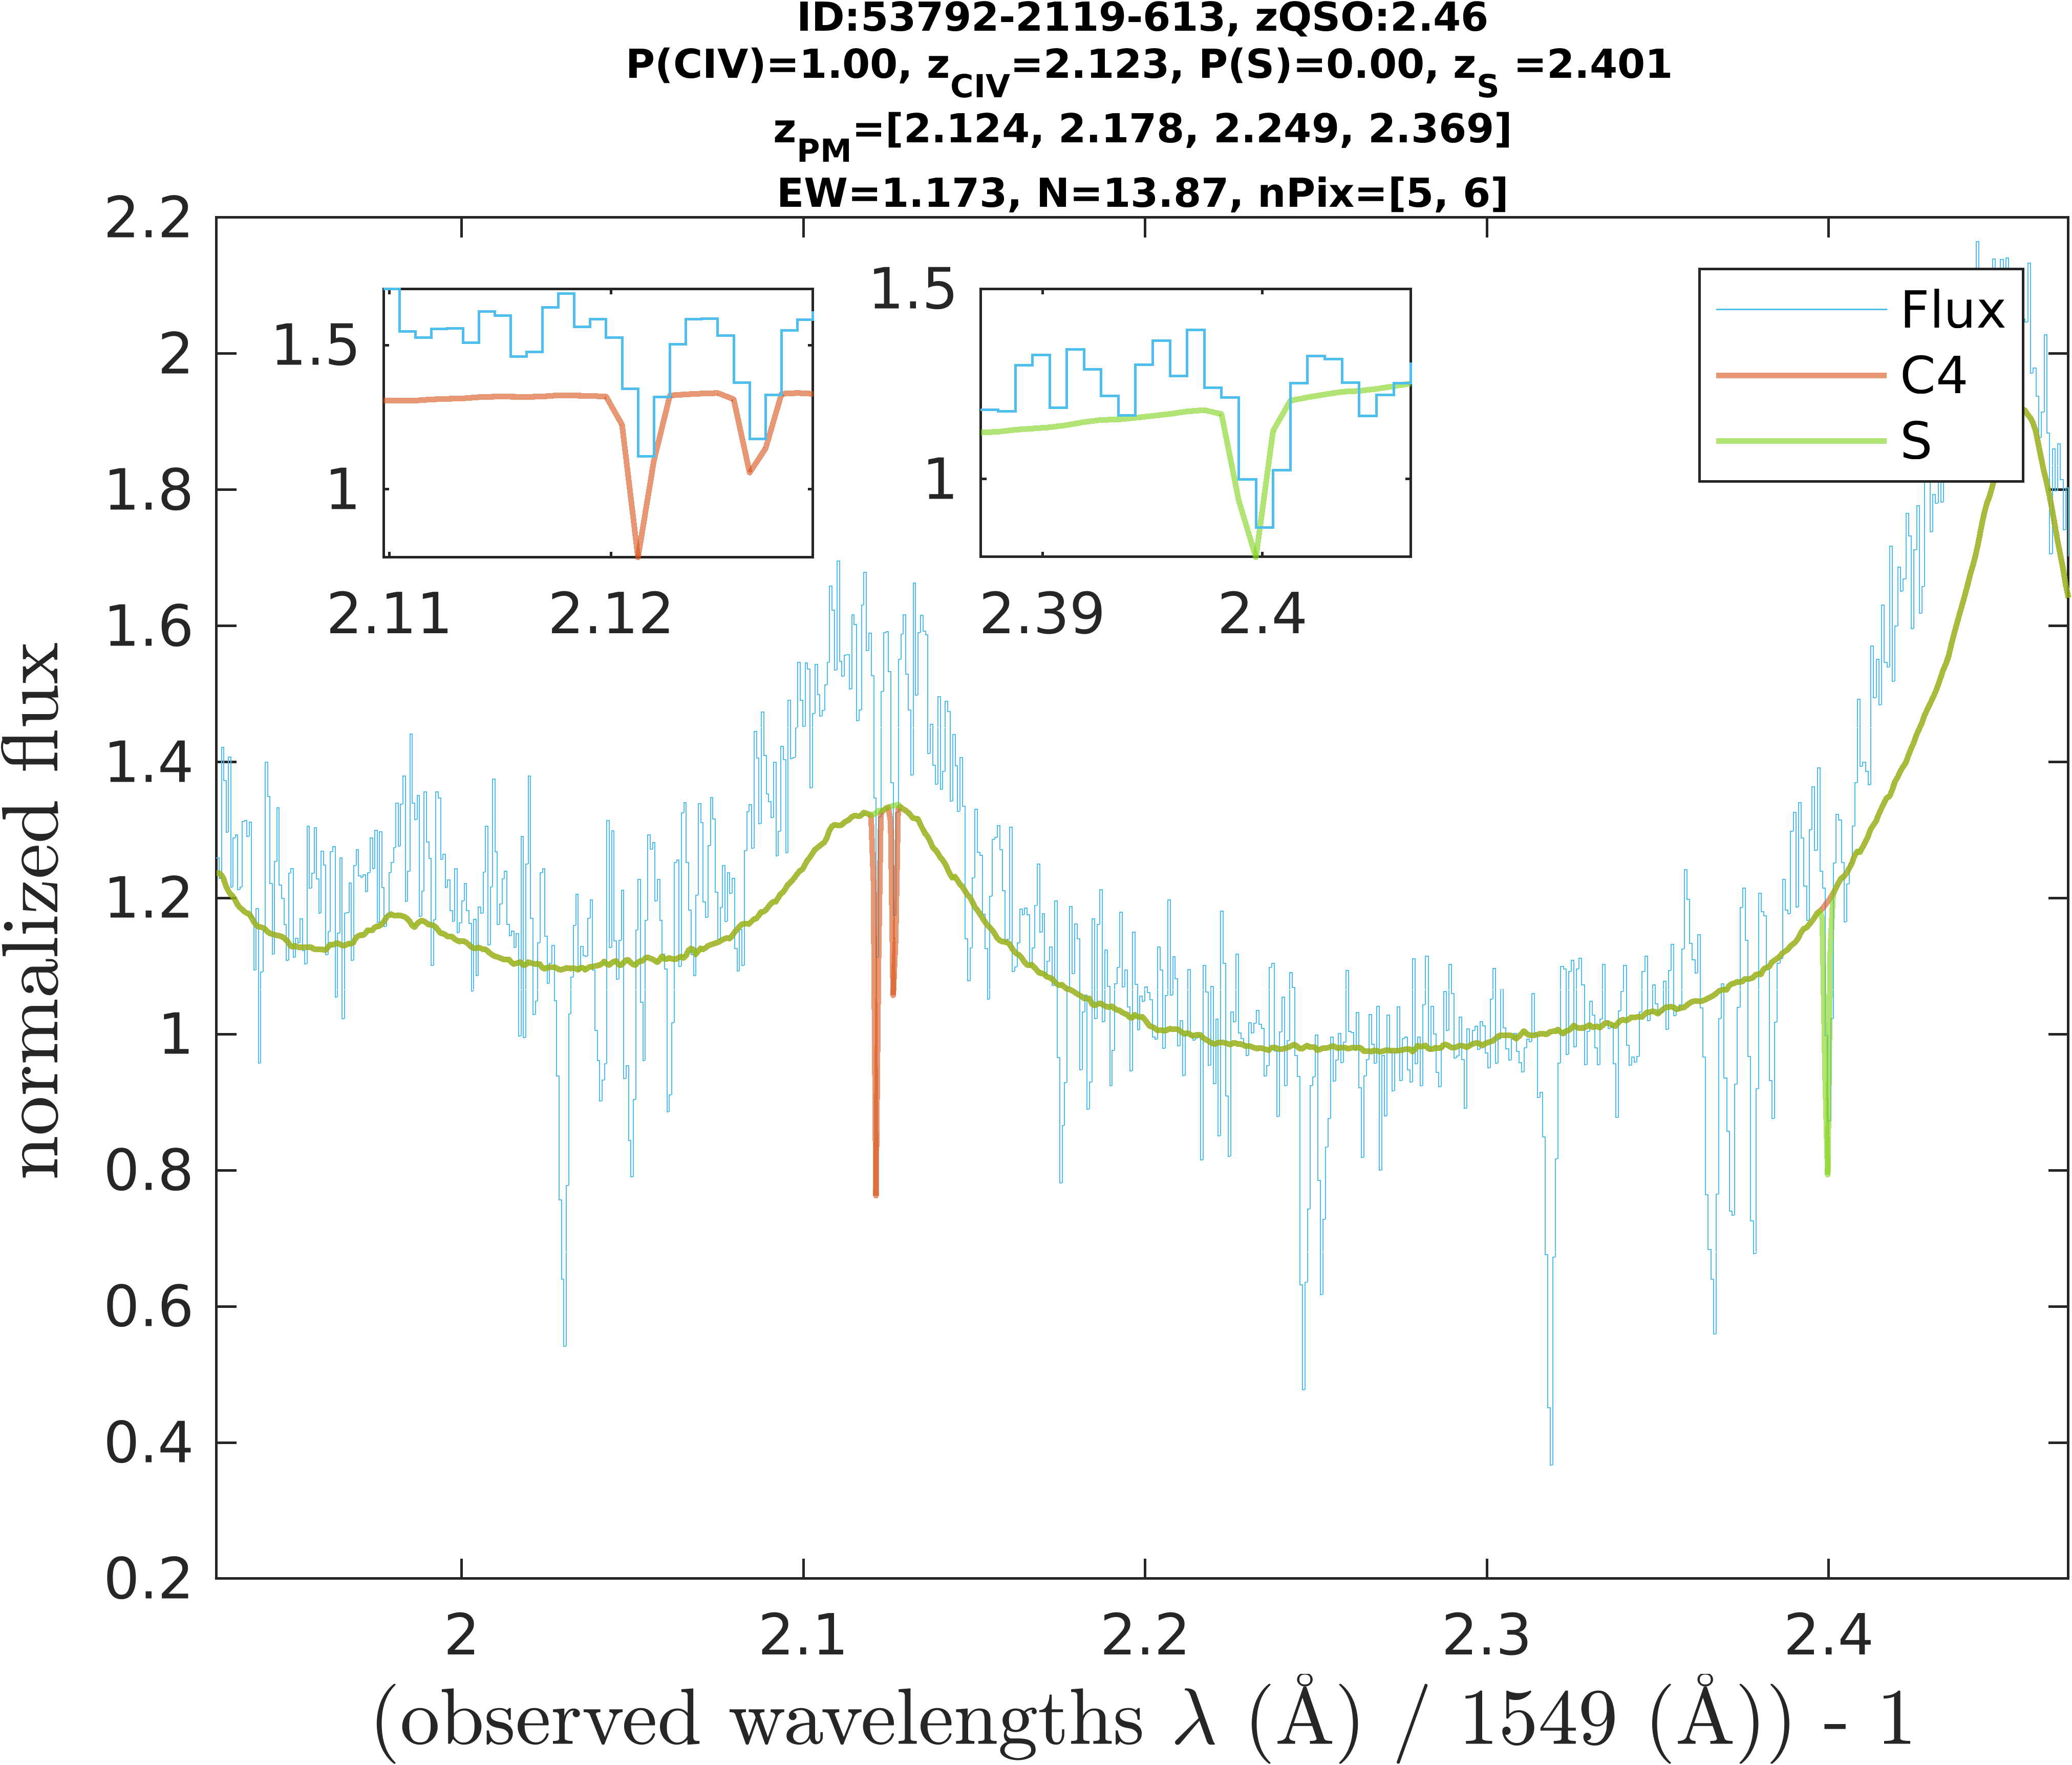 ID:53792-2119-613, zQSO:2.46
P(CIV)=1.00, zCIV=2.123, P(S)=0.00, zS =2.401
zPM=[2.124, 2.178, 2.249, 2.369]
EW=1.173, N=13.87, nPix=[5, 6]
2.2
2
1.8
1.6
1.4
1.2
1
0.8
0.6
0.4
0.2
normalized flux
1.5
1
2.11 2.12
1.5
1
2.39 2.4
Flux
C4
S
2 2.1 2.2 2.3 2.4
(observed wavelengths λ (Å) / 1549 (Å)) - 1